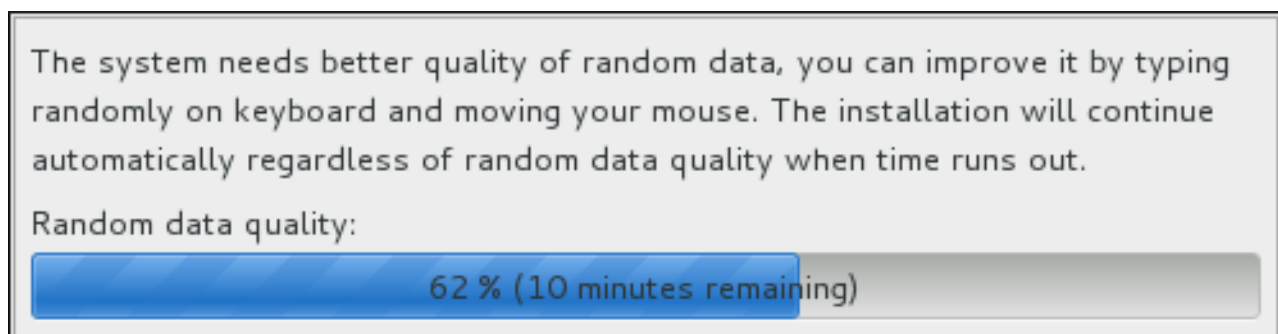 The system needs better quality of random data, you can improve it by typing
randomly on keyboard and moving your mouse. The installation will continue
automatically regardless of random data quality when time runs out.
Random data quality:
62 % (10 minutes remaining)